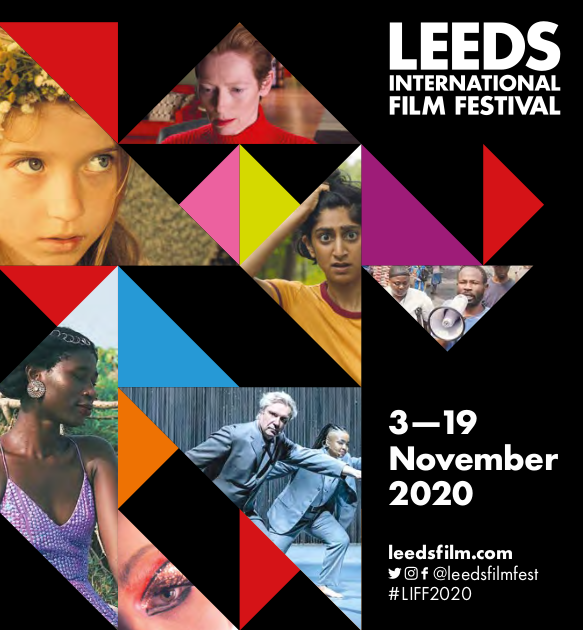 LEEDS
INTERNATIONAL
FILM FESTIVAL
3—19
November
2020
leedsfilm.com
@leedsfilmfest
#LIFF2020